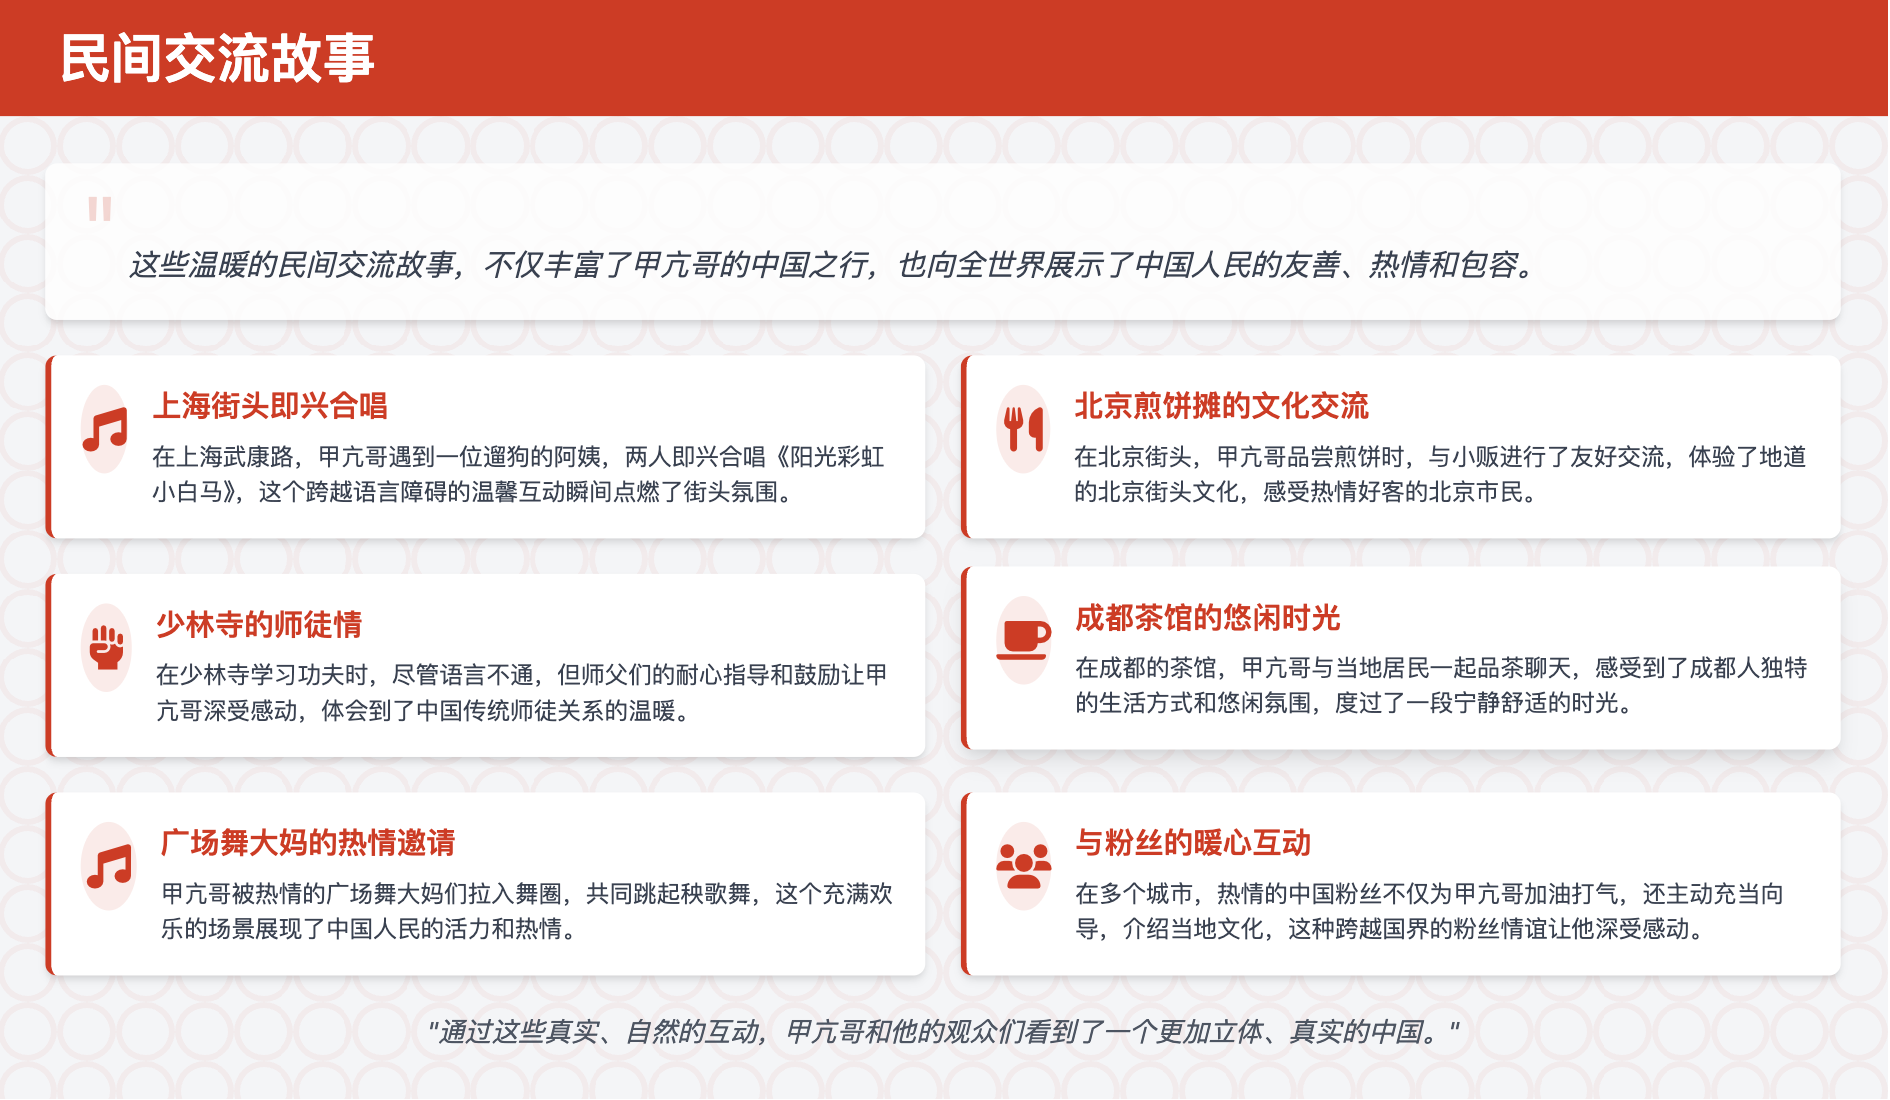 民间交流故事
"
这些温暖的民间交流故事，不仅丰富了甲亢哥的中国之行，也向全世界展示了中国人民的友善、热情和包容。
上海街头即兴合唱
在上海武康路，甲亢哥遇到一位遛狗的阿姨，两人即兴合唱《阳光彩虹
小白马》，这个跨越语言障碍的温馨互动瞬间点燃了街头氛围。
北京煎饼摊的文化交流
在北京街头，甲亢哥品尝煎饼时，与小贩进行了友好交流，体验了地道
的北京街头文化，感受热情好客的北京市民。
少林寺的师徒情
在少林寺学习功夫时，尽管语言不通，但师父们的耐心指导和鼓励让甲
亢哥深受感动，体会到了中国传统师徒关系的温暖。
成都茶馆的悠闲时光
在成都的茶馆，甲亢哥与当地居民一起品茶聊天，感受到了成都人独特
的生活方式和悠闲氛围，度过了一段宁静舒适的时光。
广场舞大妈的热情邀请
甲亢哥被热情的广场舞大妈们拉入舞圈，共同跳起秧歌舞，这个充满欢
乐的场景展现了中国人民的活力和热情。
与粉丝的暖心互动
在多个城市，热情的中国粉丝不仅为甲亢哥加油打气，还主动充当向
导，介绍当地文化，这种跨越国界的粉丝情谊让他深受感动。
"通过这些真实、自然的互动，甲亢哥和他的观众们看到了一个更加立体、真实的中国。"